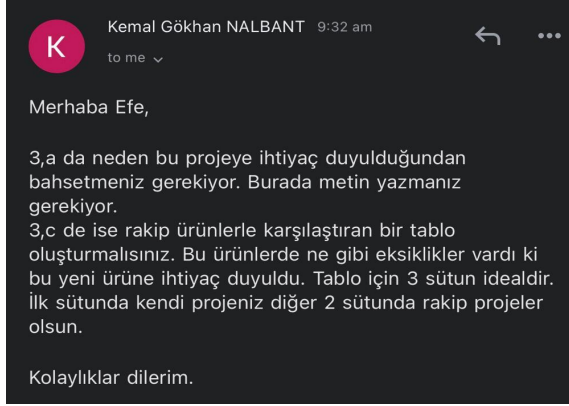 K
Kemal Gökhan NALBANT 9:32 am
to me
Merhaba Efe,
3,a da neden bu projeye ihtiyaç duyulduğundan
bahsetmeniz gerekiyor. Burada metin yazmanız
gerekiyor.
3,c de ise rakip ürünlerle karşılaştıran bir tablo
oluşturmalısınız. Bu ürünlerde ne gibi eksiklikler vardı ki
bu yeni ürüne ihtiyaç duyuldu. Tablo için 3 sütun idealdir.
İlk sütunda kendi projeniz diğer 2 sütunda rakip projeler
olsun.
Kolaylıklar dilerim.